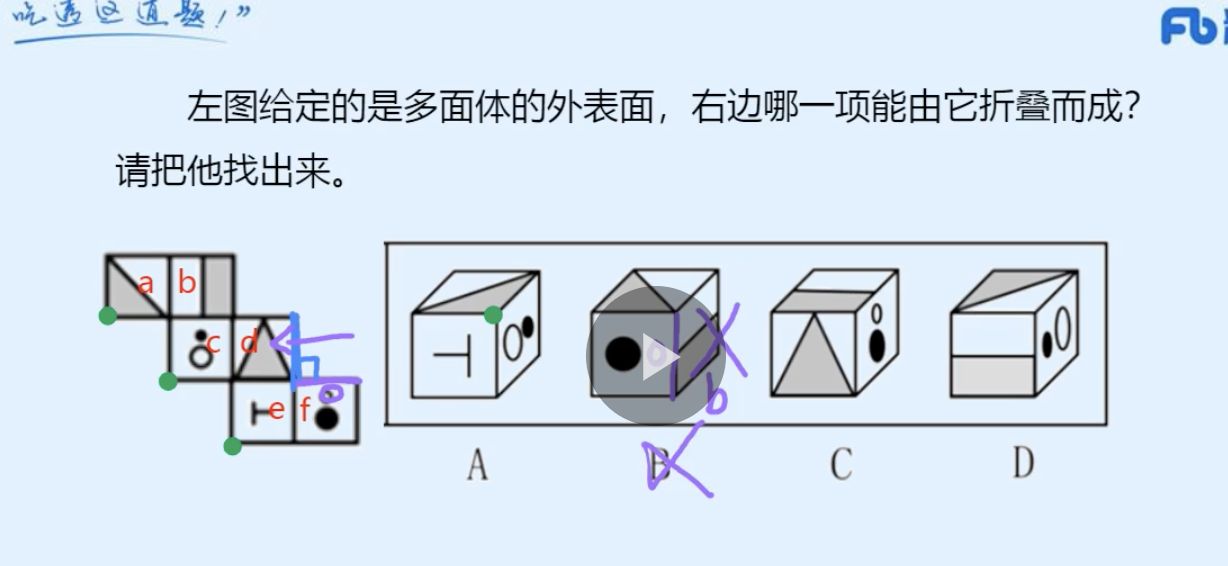 吃透这道题！”
Fb
左图给定的是多面体的外表面，右边哪一项能由它折叠而成？
请把他找出来。
a b
c d
e f
b
A B C D